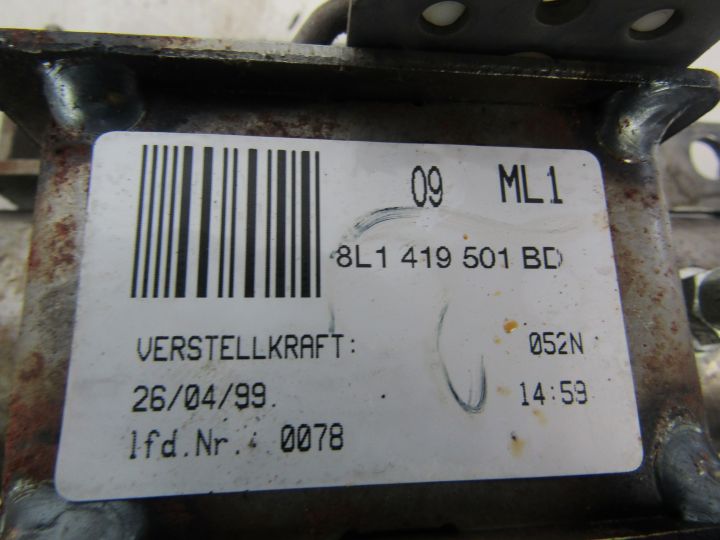 09 ML1
8L1 419 501 BD
VERSTELLKRAFT: 052N
26/04/99. 14:59
lfd.Nr.: 0078